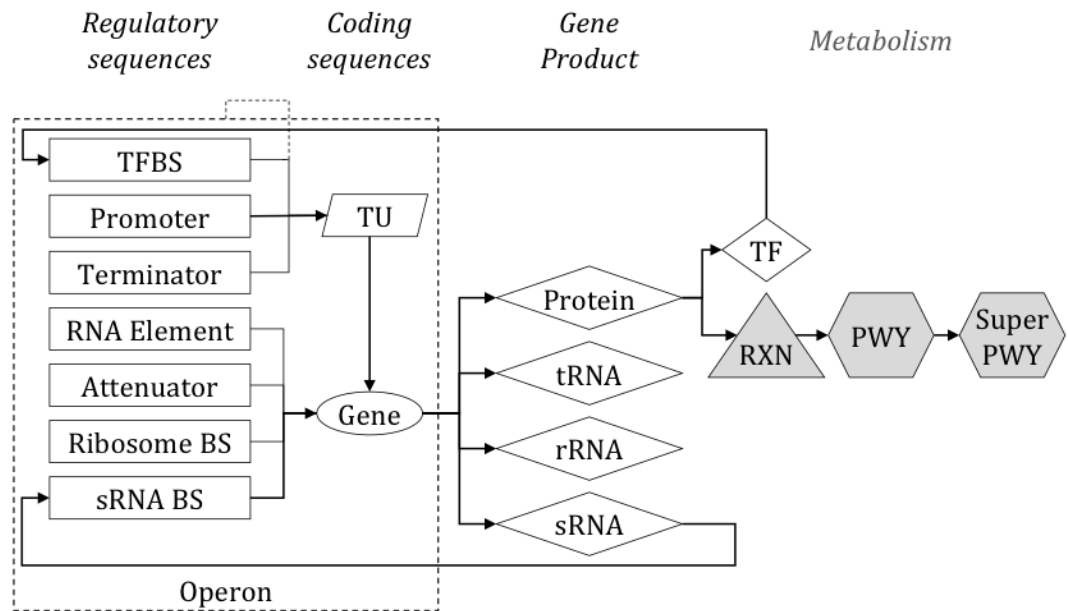 Regulatory
sequences
Coding
sequences
Gene
Product
Metabolism
TFBS
Promoter
Terminator
RNA Element
Attenuator
Ribosome BS
sRNA BS
Operon
TU
Gene
Protein
tRNA
rRNA
sRNA
TF
RXN
PWY
Super
PWY